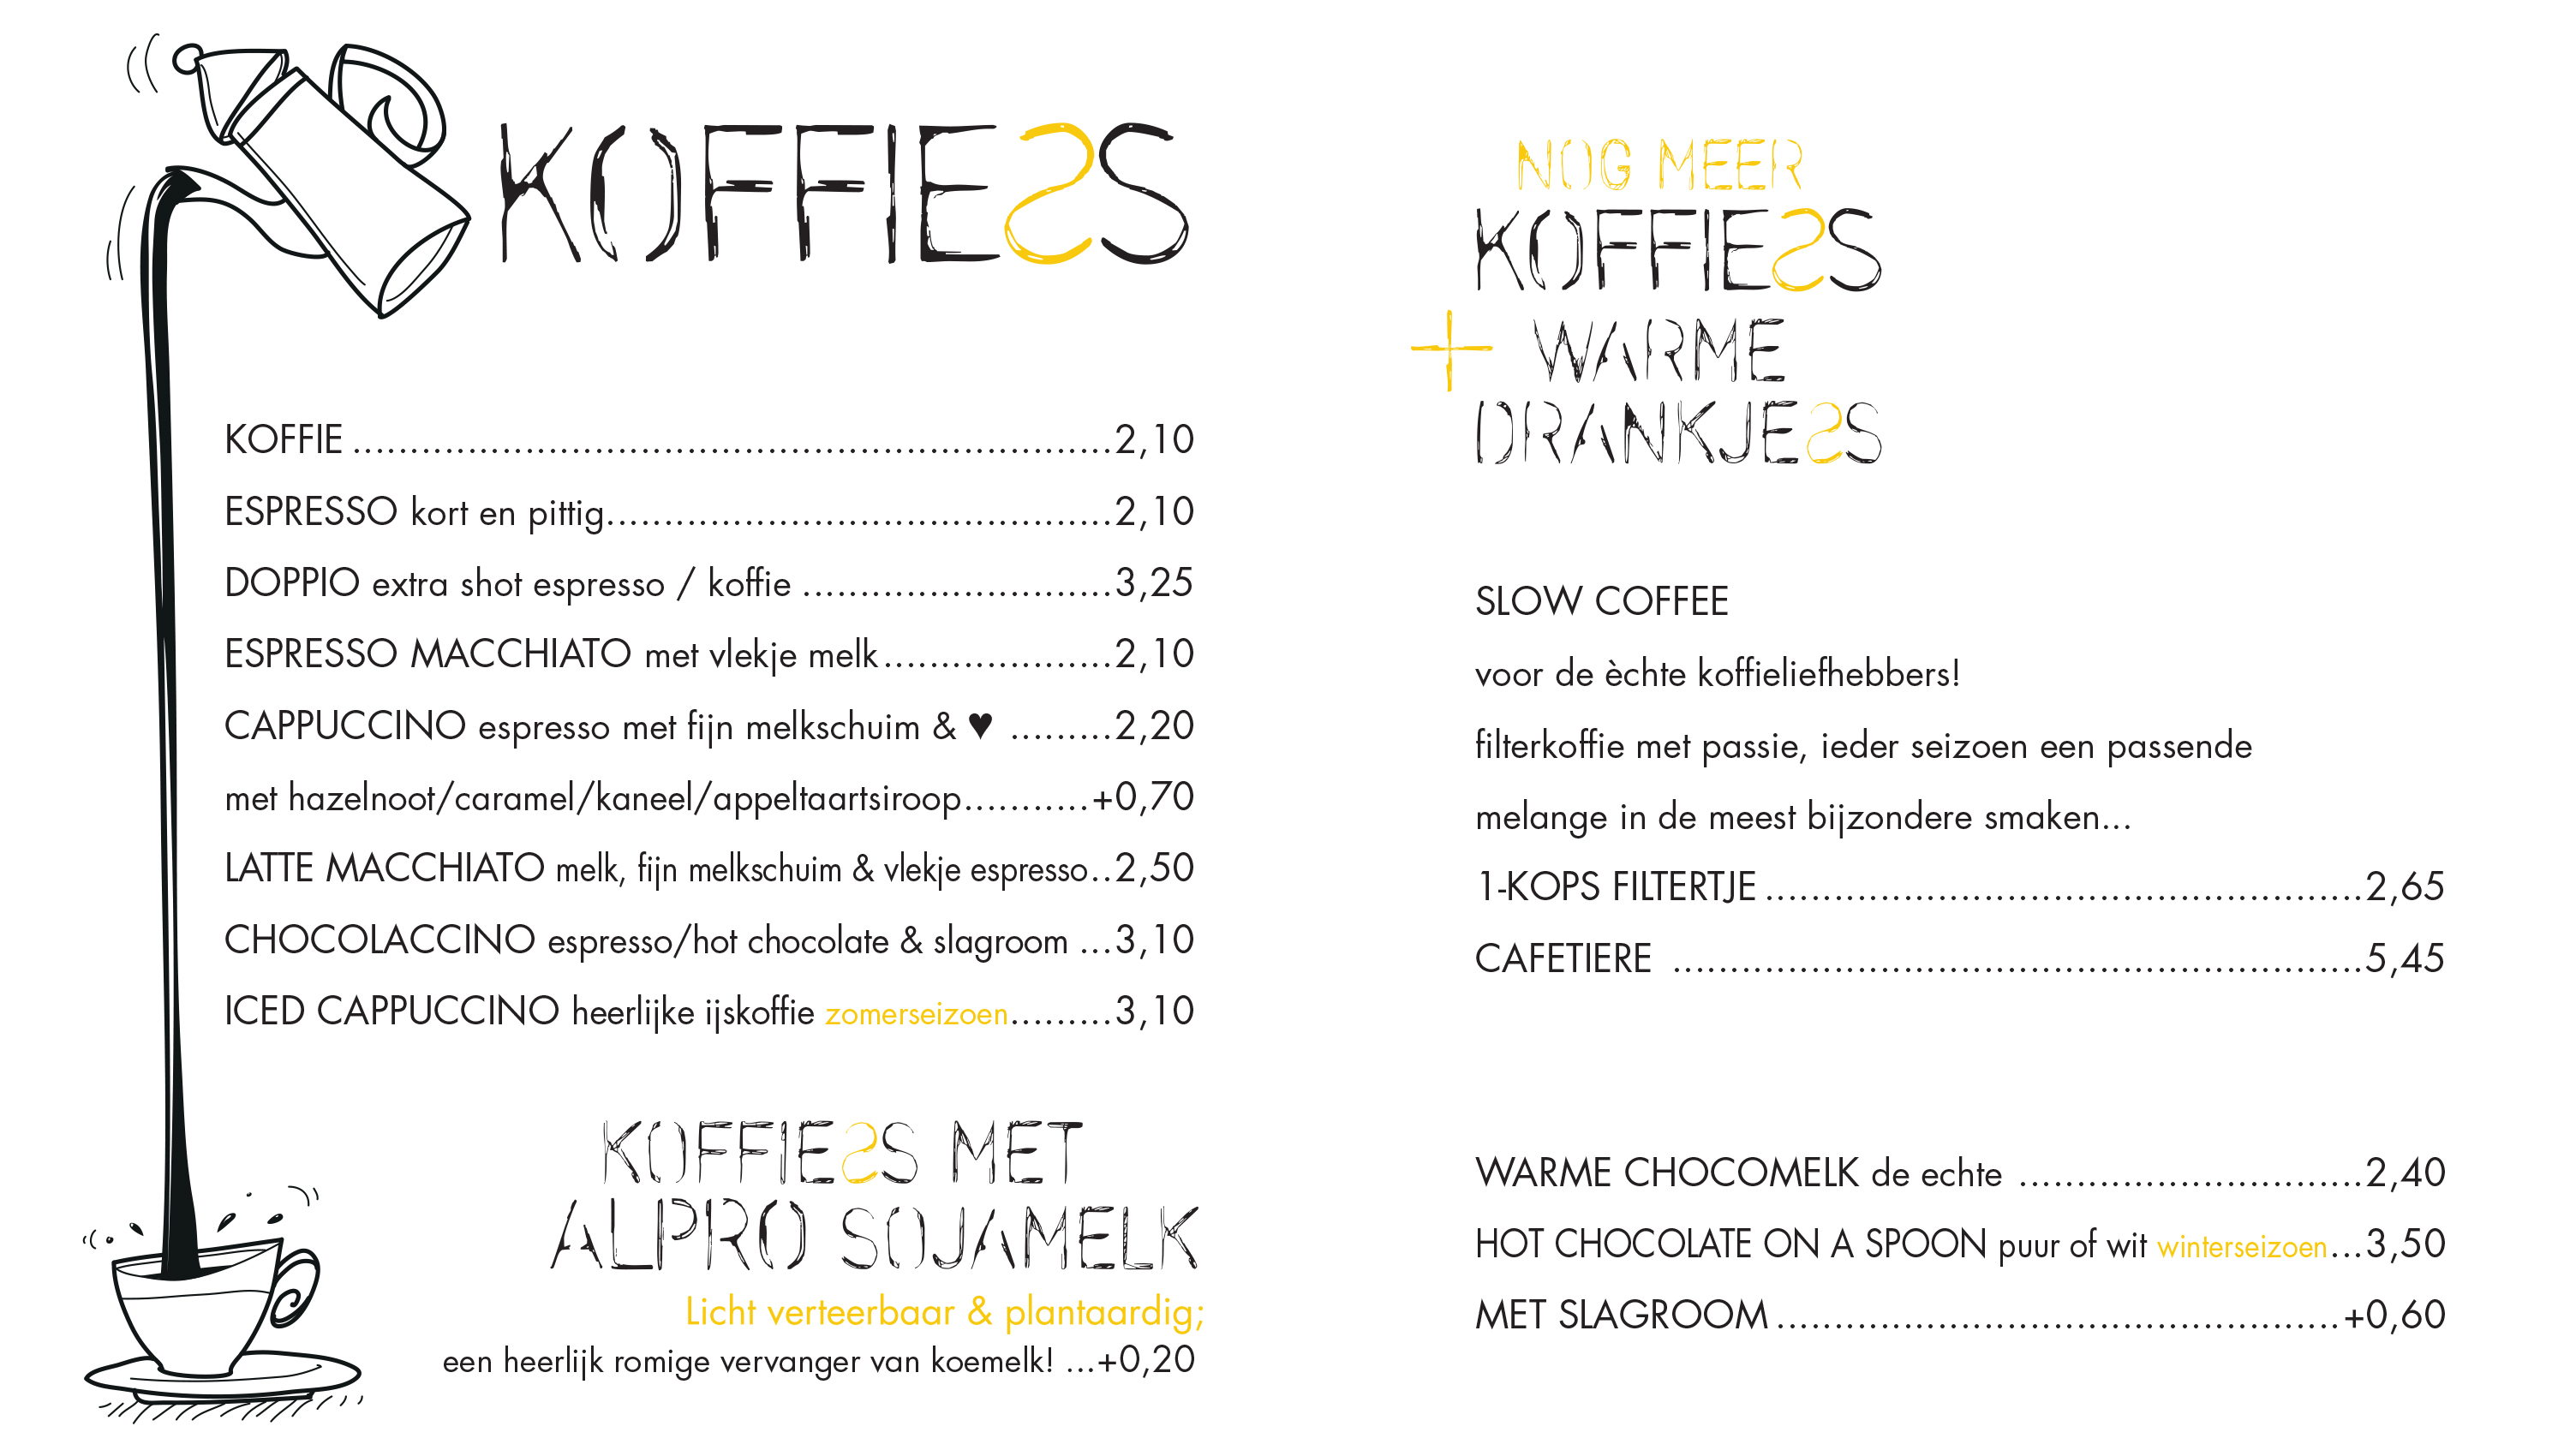 KOFFIESS
KOFFIE ..................................................................2,10
ESPRESSO kort en pittig............................................2,10
DOPPIO extra shot espresso / koffie ...........................3,25
ESPRESSO MACCHIATO met vlekje melk....................2,10
CAPPUCCINO espresso met fijn melkschuim & ♥ .........2,20
met hazelnoot/caramel/kaneel/appeltaartsiroop...........+0,70
LATTE MACCHIATO melk, fijn melkschuim & vlekje espresso..2,50
CHOCOLACCINO espresso/hot chocolate & slagroom ...3,10
ICED CAPPUCCINO heerlijke ijskoffie zomerseizoen.........3,10
KOFFIESS MET
ALPRO SOJAMELK
Licht verteerbaar & plantaardig;
een heerlijk romige vervanger van koemelk! ...+0,20
NOG MEER
KOFFIESS
+ WARME
DRANKJESS
SLOW COFFEE
voor de èchte koffieliefhebbers!
filterkoffie met passie, ieder seizoen een passende
melange in de meest bijzondere smaken...
1-KOPS FILTERTJE ....................................................2,65
CAFETIERE ............................................................5,45
WARME CHOCOMELK de echte ..............................2,40
HOT CHOCOLATE ON A SPOON puur of wit winterseizoen...3,50
MET SLAGROOM .................................................+0,60